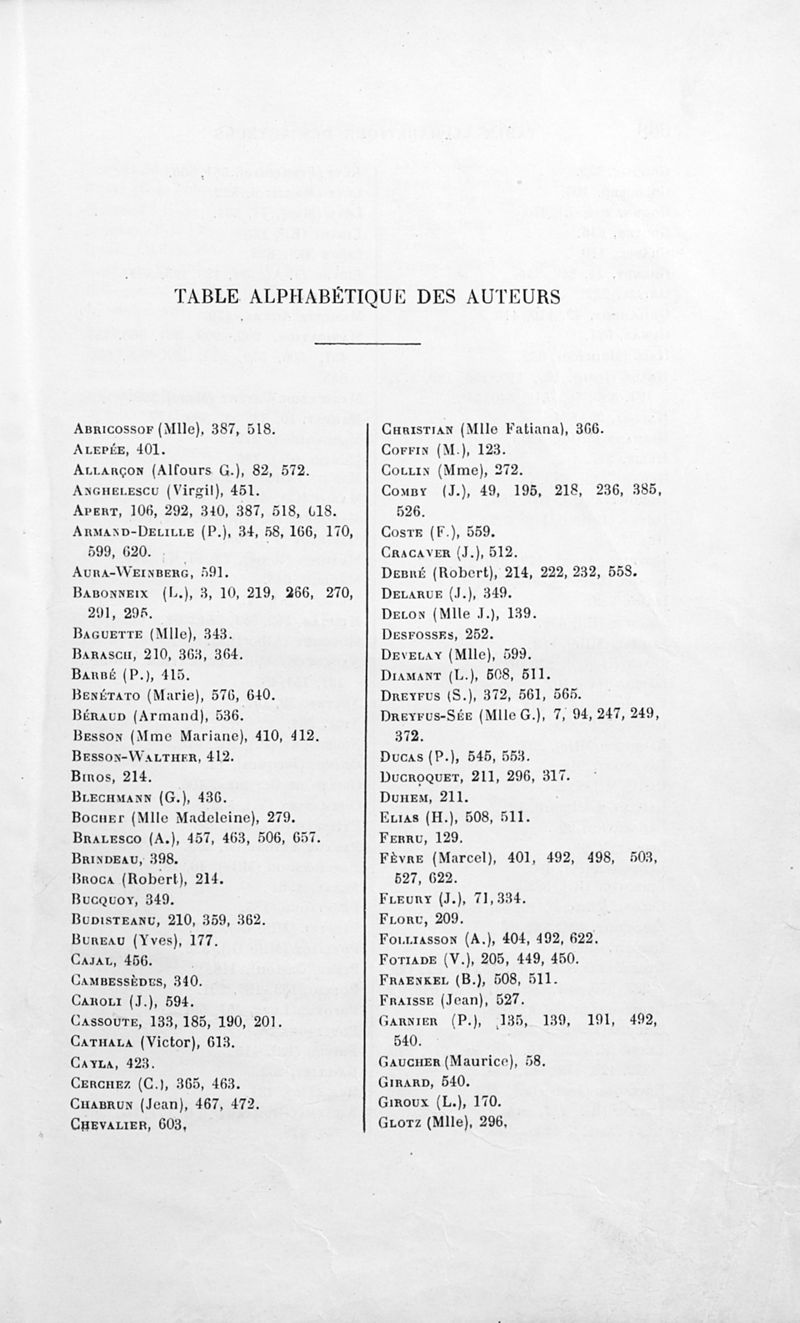 TABLE ALPHABÉTIQUE DES AUTEURS
ABRICOSSOF (Mlle), 387, 518.
ALEPÉE, 401.
ALLARÇON (Alfours G.), 82, 572.
ANGHELESCU (Virgil), 451.
APERT, 106, 292, 340, 387, 518, 618.
ARMAND-DELILLE (P.), 34, 58, 166, 170,
599, 620.
AURA-WEINBERG, 591.
BABONNEIX (L.), 3, 10, 219, 266, 270,
291, 295.
BAGUETTE (Mlle), 343.
BARASCH, 210, 363, 364.
BARBÉ (P.), 415.
BENÉTATO (Marie), 576, 640.
BÉRAUD (Armand), 536.
BESSON (Mme Mariane), 410, 412.
BESSON-WALTHER, 412.
BIROS, 214.
BLECHMANN (G.), 436.
BOCHET (Mlle Madeleine), 279.
BRALESCO (A.), 457, 463, 506, 657.
BRINDEAU, 398.
BROCA (Robert), 214.
BUCQUOY, 349.
BUDISTEANU, 210, 359, 362.
BUREAU (Yves), 177.
CAJAL, 456.
CAMBESSÈDES, 340.
CAROLI (J.), 594.
CASSOUTE, 133, 185, 190, 201.
CATHALA (Victor), 613.
CAYLA, 423.
CERCHEZ (C.), 365, 463.
CHABRUN (Jean), 467, 472.
CHEVALIER, 603,
CHRISTIAN (Mlle Fatiana), 366.
COFFIN (M.), 123.
COLLIN (Mme), 272.
COMBY (J.), 49, 195, 218, 236, 385,
526.
COSTE (F.), 559.
CRACAVER (J.), 512.
DEBRÉ (Robert), 214, 222, 232, 558.
DELARUE (J.), 349.
DELON (Mlle J.), 139.
DESFOSSES, 252.
DEVELAY (Mlle), 599.
DIAMANT (L.), 508, 511.
DREYFUS (S.), 372, 561, 565.
DREYFUS-SÉE (Mlle G.), 7, 94, 247, 249,
372.
DUCAS (P.), 545, 553.
DUCROQUET, 211, 296, 317.
DUHEM, 211.
ELIAS (H.), 508, 511.
FERRU, 129.
FÈVRE (Marcel), 401, 492, 498, 503,
527, 622.
FLEURY (J.), 71, 334.
FLORU, 209.
FOLLIASSON (A.), 404, 492, 622.
FOTIADE (V.), 205, 449, 450.
FRAENKEL (B.), 508, 511.
FRAISSE (Jean), 527.
GARNIER (P.), 135, 139, 191, 492,
540.
GAUCHER (Maurice), 58.
GIRARD, 540.
GIROUX (L.), 170.
GLOTZ (Mlle), 296,